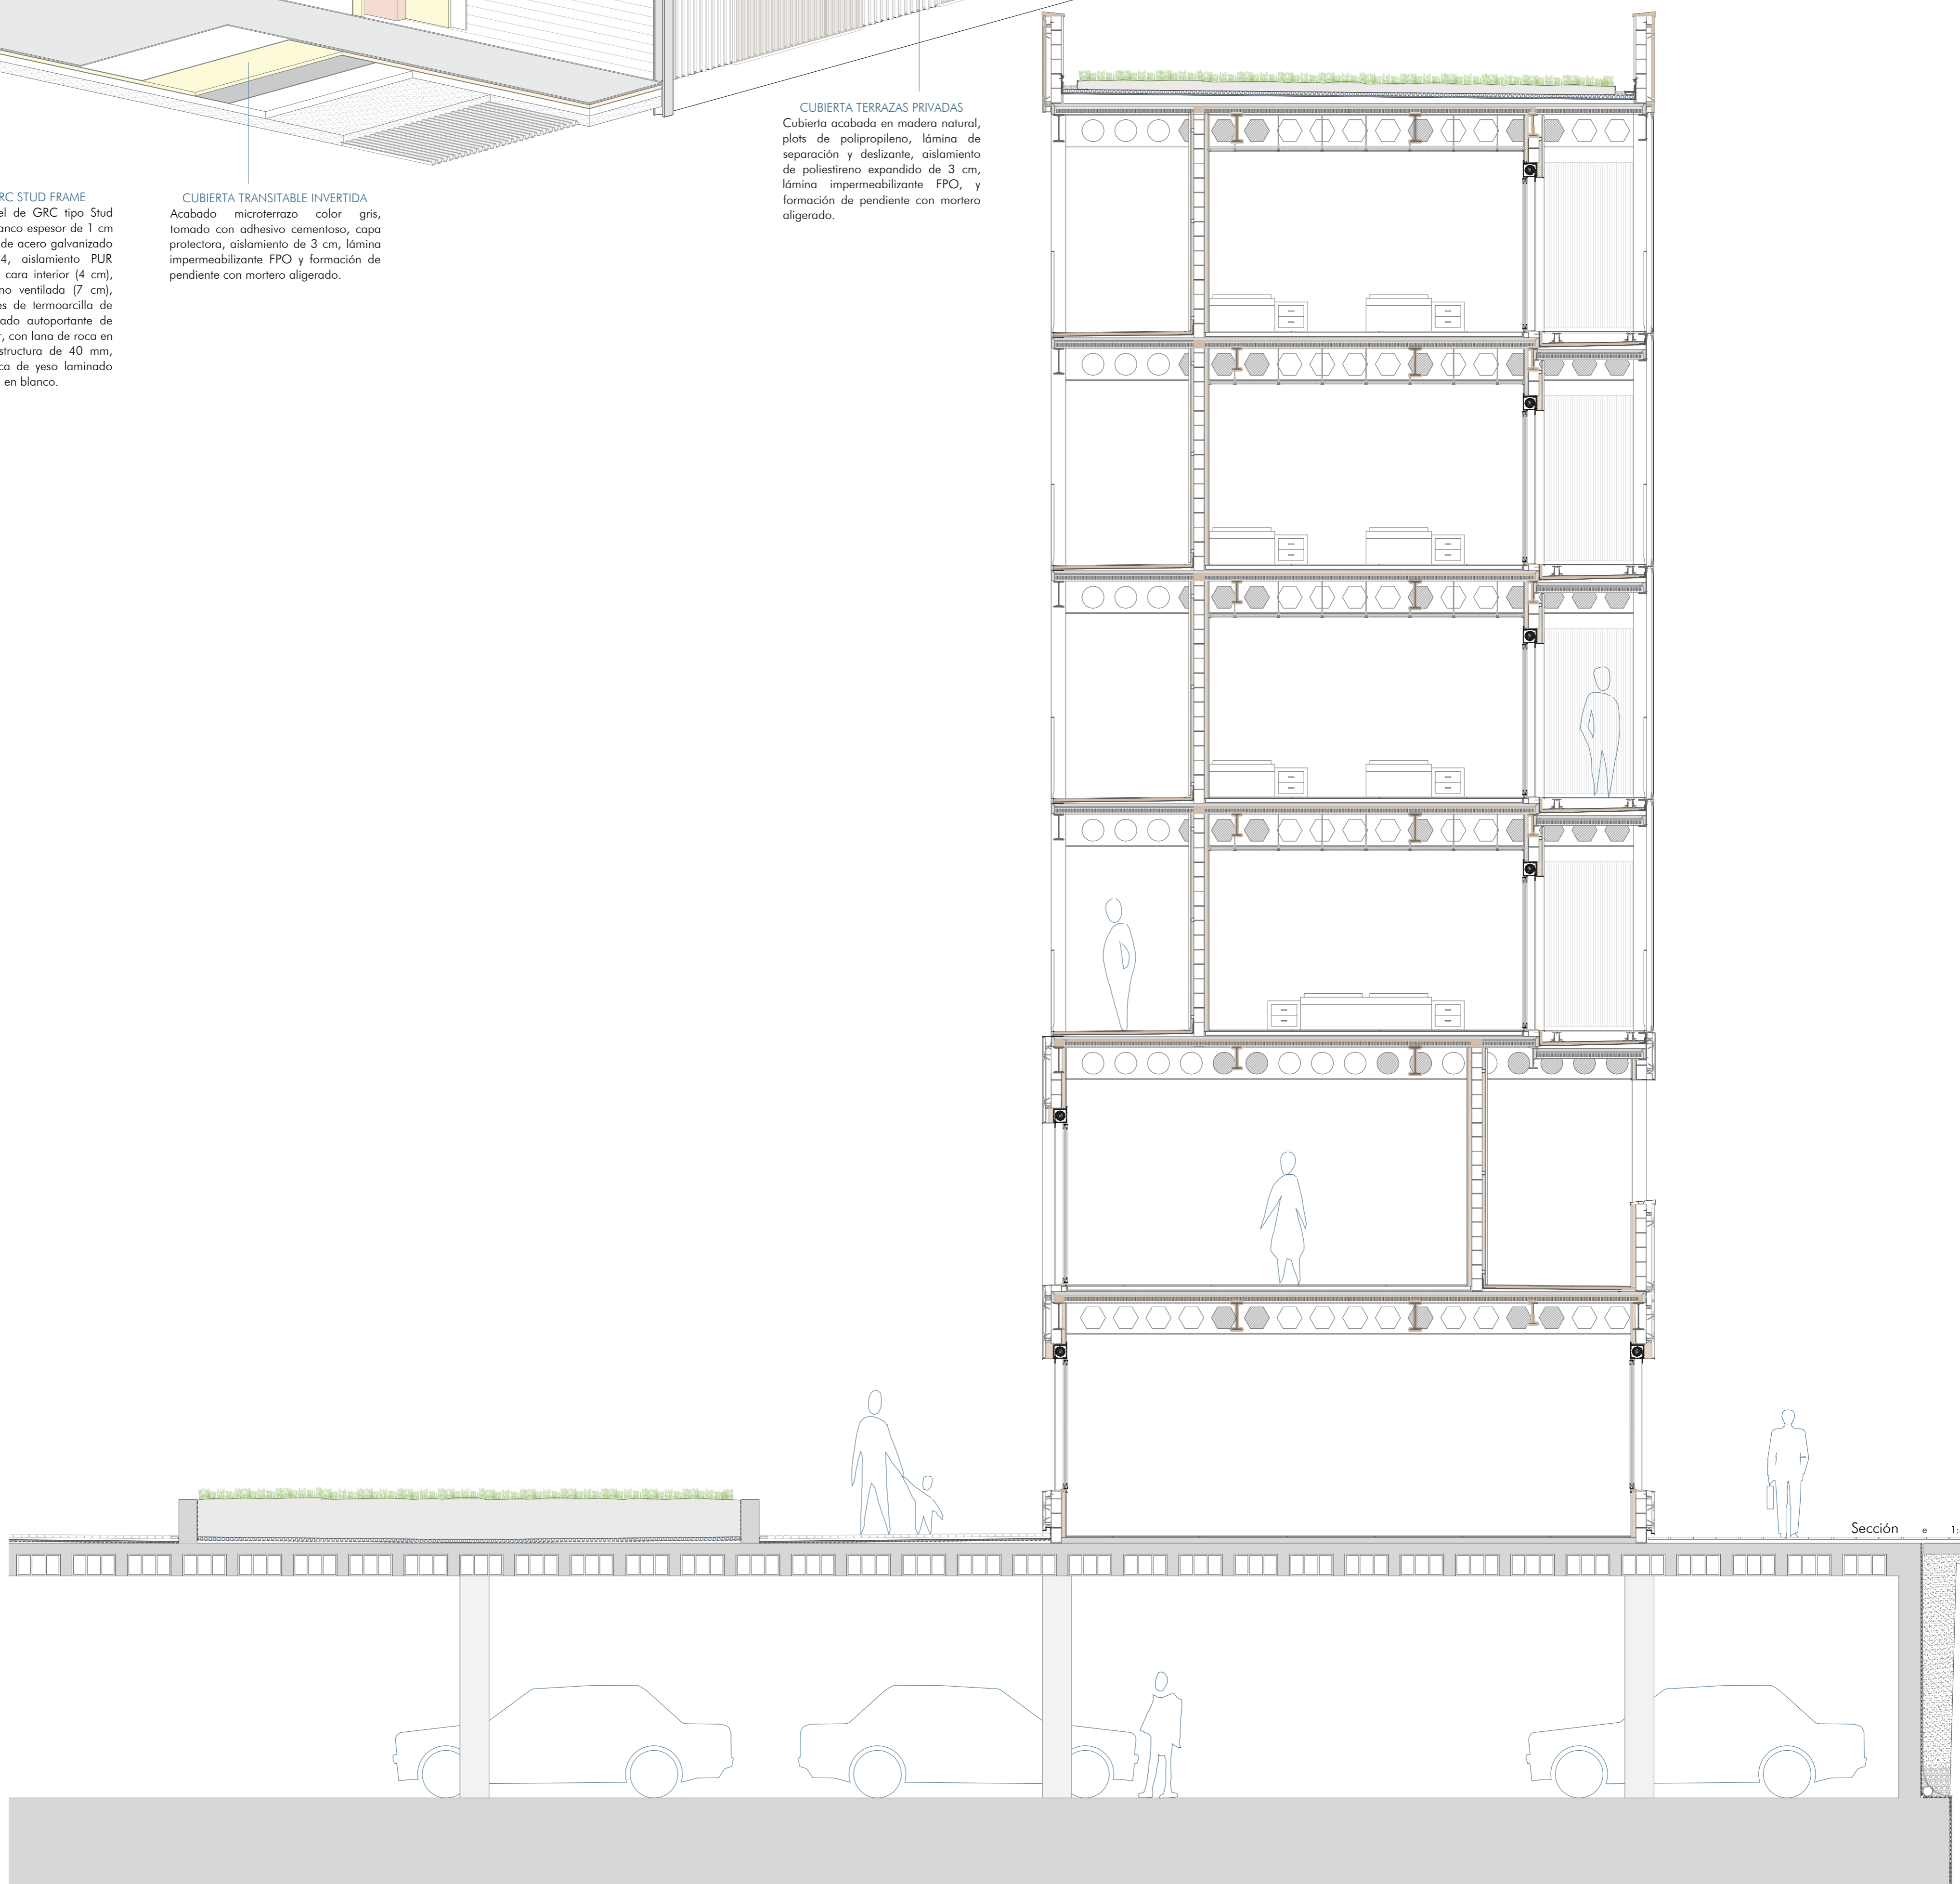 RC STUD FRAME
el de GRC tipo Stud
anco espesor de 1 cm
de acero galvanizado
4, aislamiento PUR
cara interior (4 cm),
no ventilada (7 cm),
es de termoarcilla de
ado autoportante de
r, con lana de roca en
structura de 40 mm,
ca de yeso laminado
en blanco.
CUBIERTA TRANSITABLE INVERTIDA
Acabado microterrazo color gris,
tomado con adhesivo cementoso, capa
protectora, aislamiento de 3 cm, lámina
impermeabilizante FPO y formación de
pendiente con mortero aligerado.
CUBIERTA TERRAZAS PRIVADAS
Cubierta acabada en madera natural,
plots de polipropileno, lámina de
separación y deslizante, aislamiento
de poliestireno expandido de 3 cm,
lámina impermeabilizante FPO, y
formación de pendiente con mortero
aligerado.
Sección e 1: